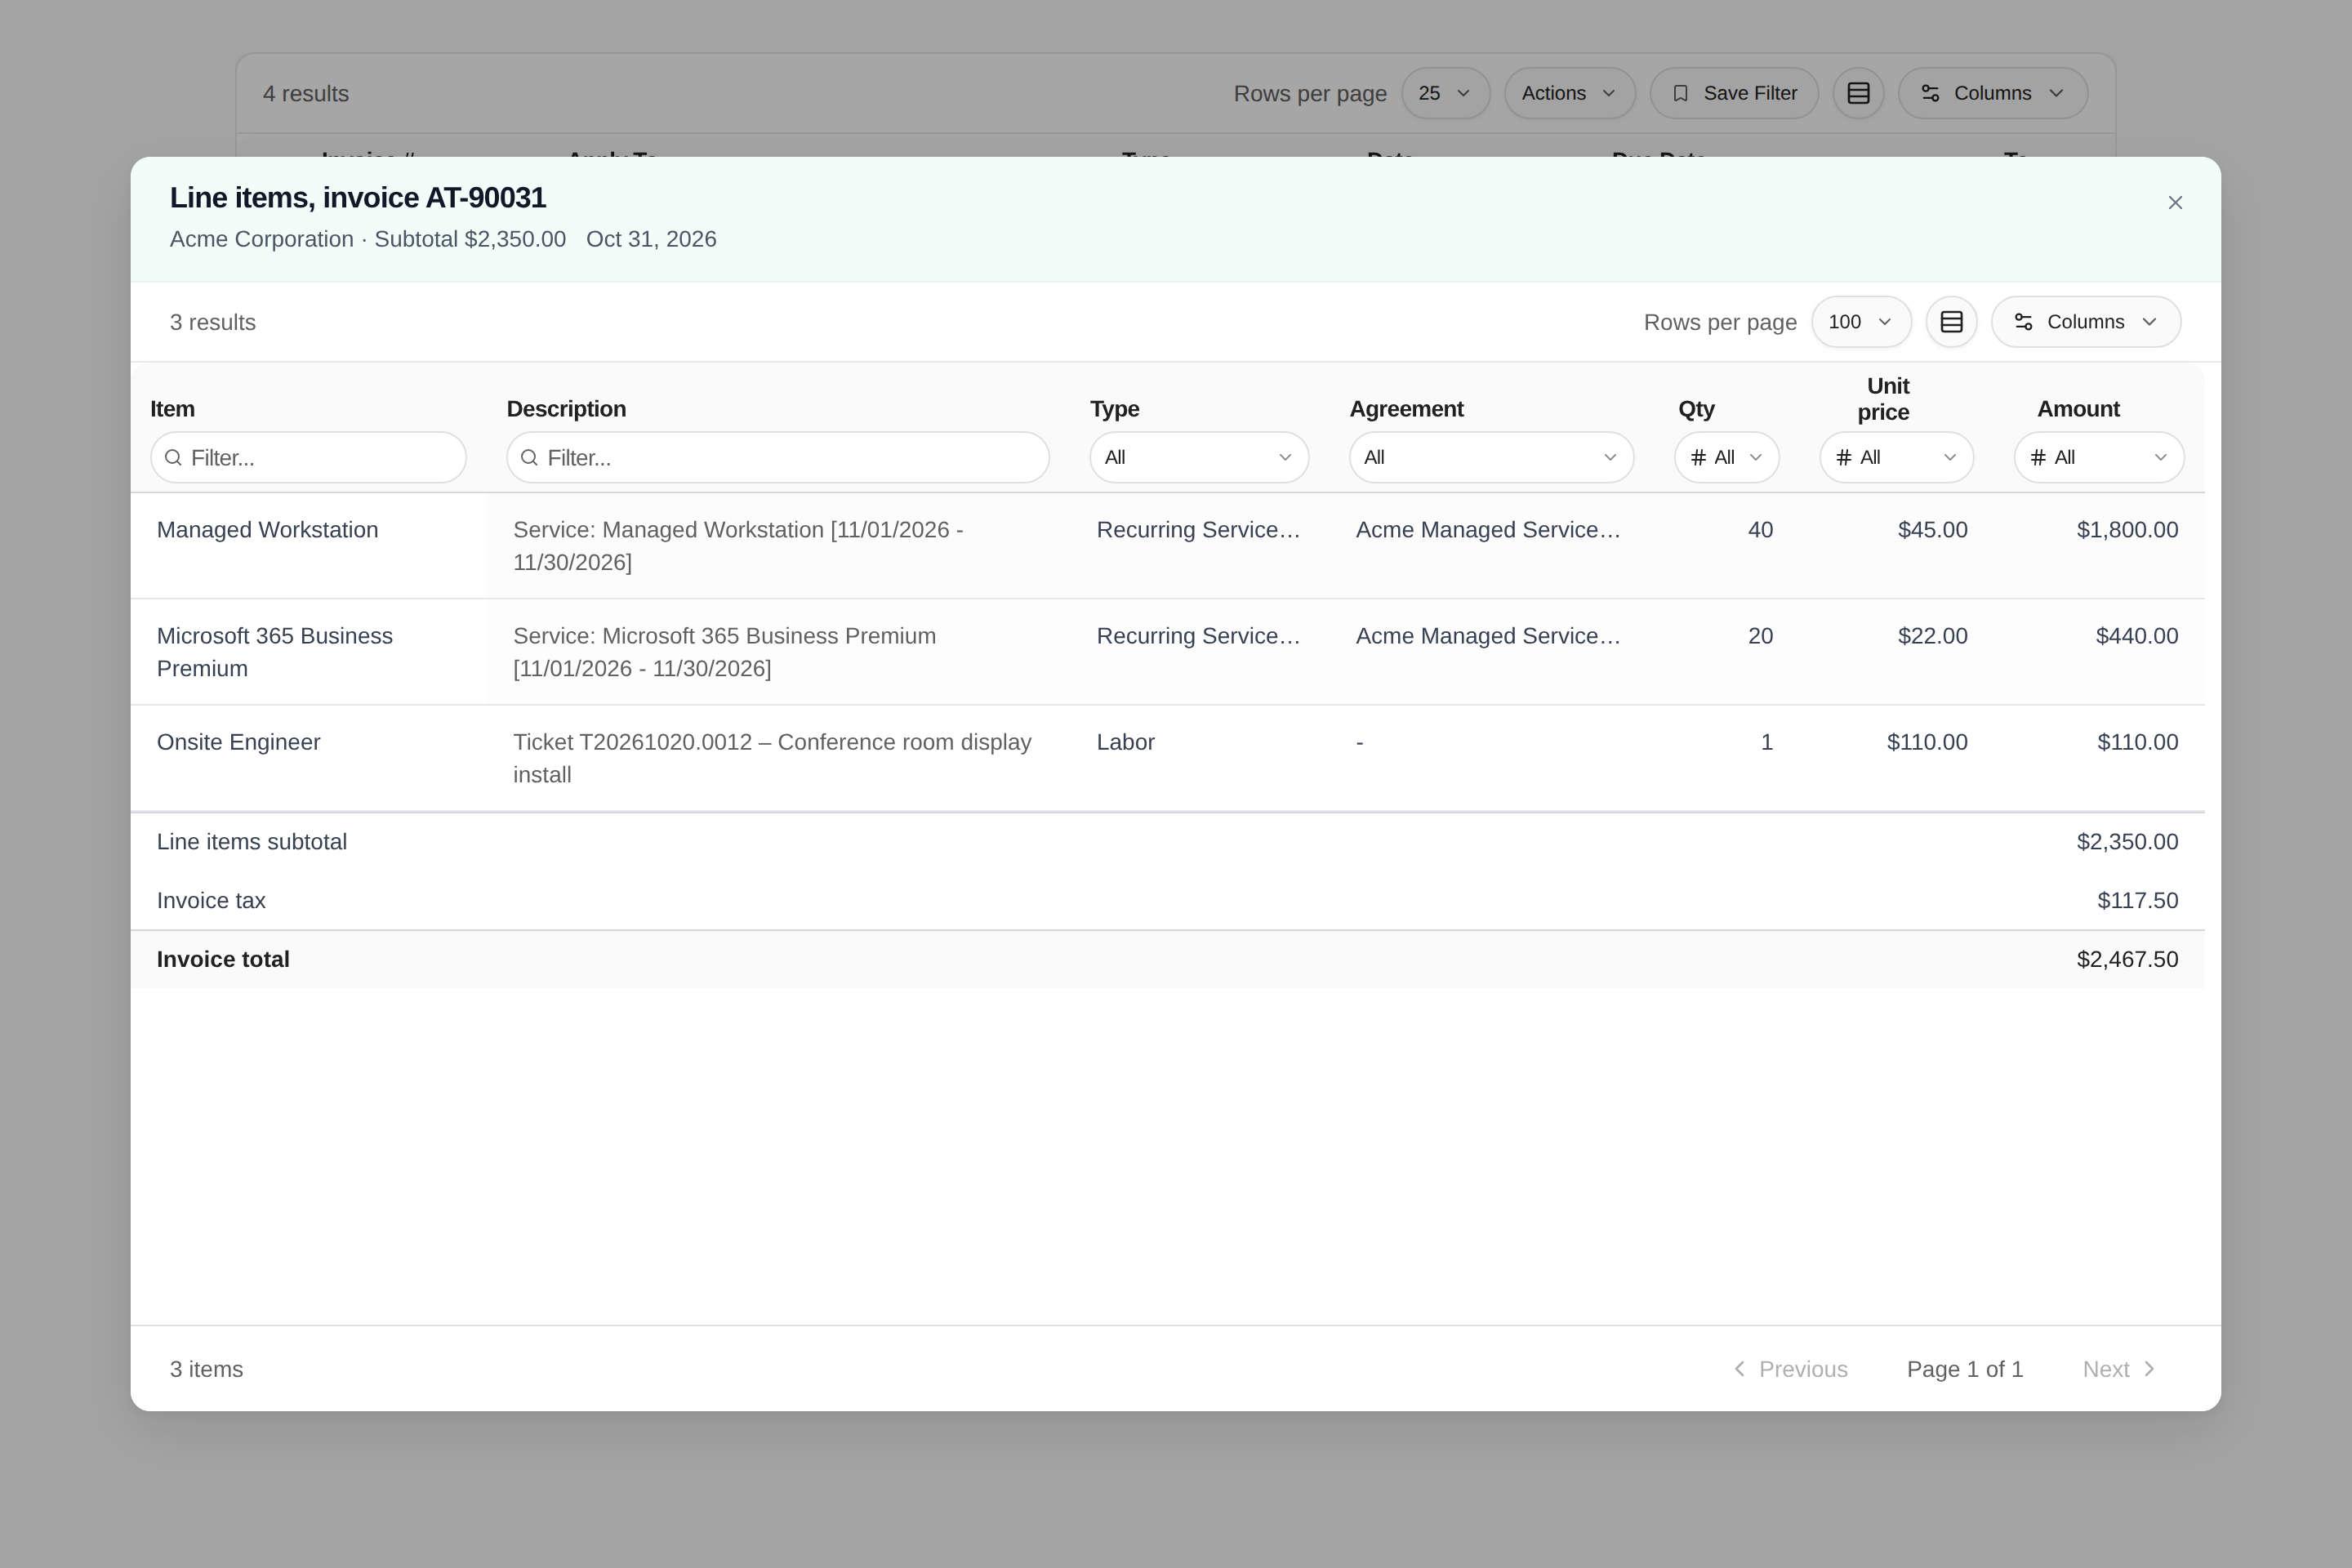 4 results
Rows per page 25 Actions Save Filter Columns
Line items, invoice AT-90031
Acme Corporation · Subtotal $2,350.00 Oct 31, 2026
3 results
Rows per page 100 Columns
Item Description Type Agreement Qty Unit price Amount
Filter... Filter... All All # All # All # All
Managed Workstation Service: Managed Workstation [11/01/2026 - Recurring Service… Acme Managed Service… 40 $45.00 $1,800.00
11/30/2026]
Microsoft 365 Business Service: Microsoft 365 Business Premium Recurring Service… Acme Managed Service… 20 $22.00 $440.00
Premium [11/01/2026 - 11/30/2026]
Onsite Engineer Ticket T20261020.0012 – Conference room display Labor - 1 $110.00 $110.00
install
Line items subtotal $2,350.00
Invoice tax $117.50
Invoice total $2,467.50
3 items
Previous Page 1 of 1 Next